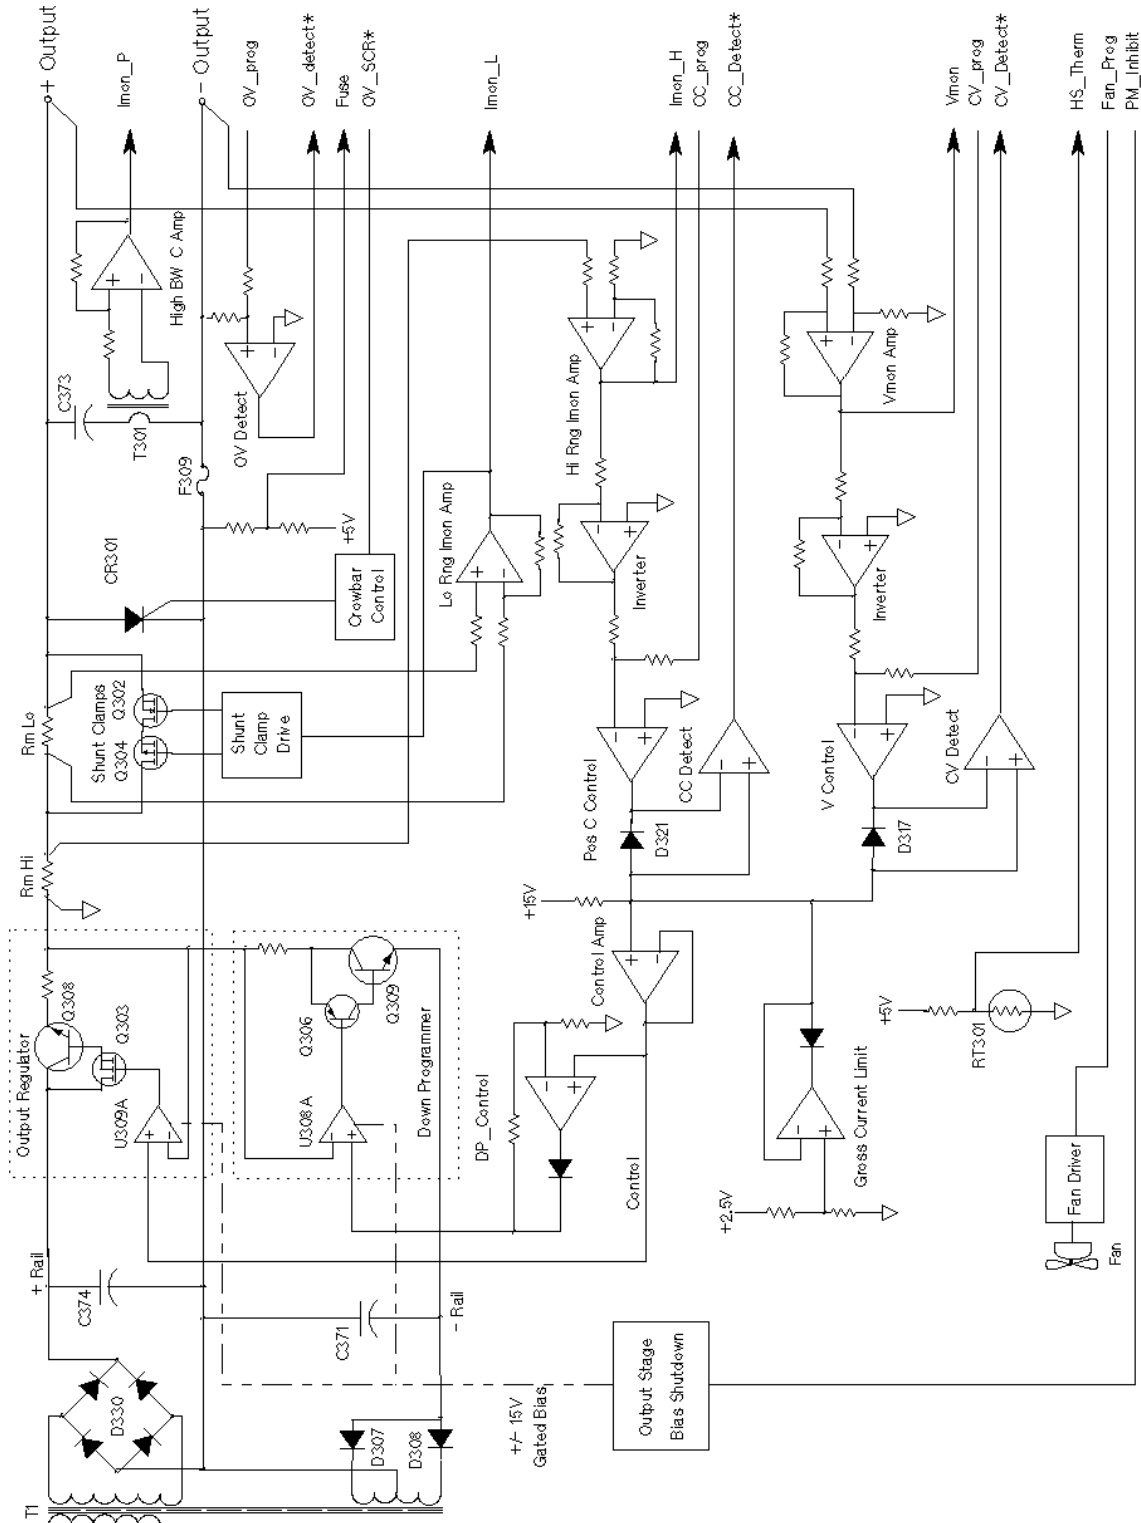 + Output
- Output
Imon_P
OV_prog
OV_detect*
Fuse
OV_SCR*
Imon_L
Imon_H
CC_prog
CC_Detect*
Vmon
CV_prog
CV_Detect*
HS_Therm
Fan_Prog
PM_Inhibit
High BW C Amp
C373
T301
OV Detect
F309
+5V
CR301
Crowbar
Control
Lo Rng Imon Amp
Hi Rng Imon Amp
Vmon Amp
Inverter
Inverter
Rm Lo
Shunt Clamps
Q304
Q302
Shunt
Clamp
Drive
Pos C Control
CC Detect
D321
V Control
CV Detect
D317
Rm Hi
+15V
Control Amp
Output Regulator
Q308
Q303
U309A
Q306
Q309
U308A
Down Programmer
DP_Control
Control
+5V
RT301
Gross Current Limit
+2.5V
Fan Driver
Fan
+ Rail
C374
C371
- Rail
D330
D307
D308
+/- 15V
Gated Bias
Output Stage
Bias Shutdown
T1